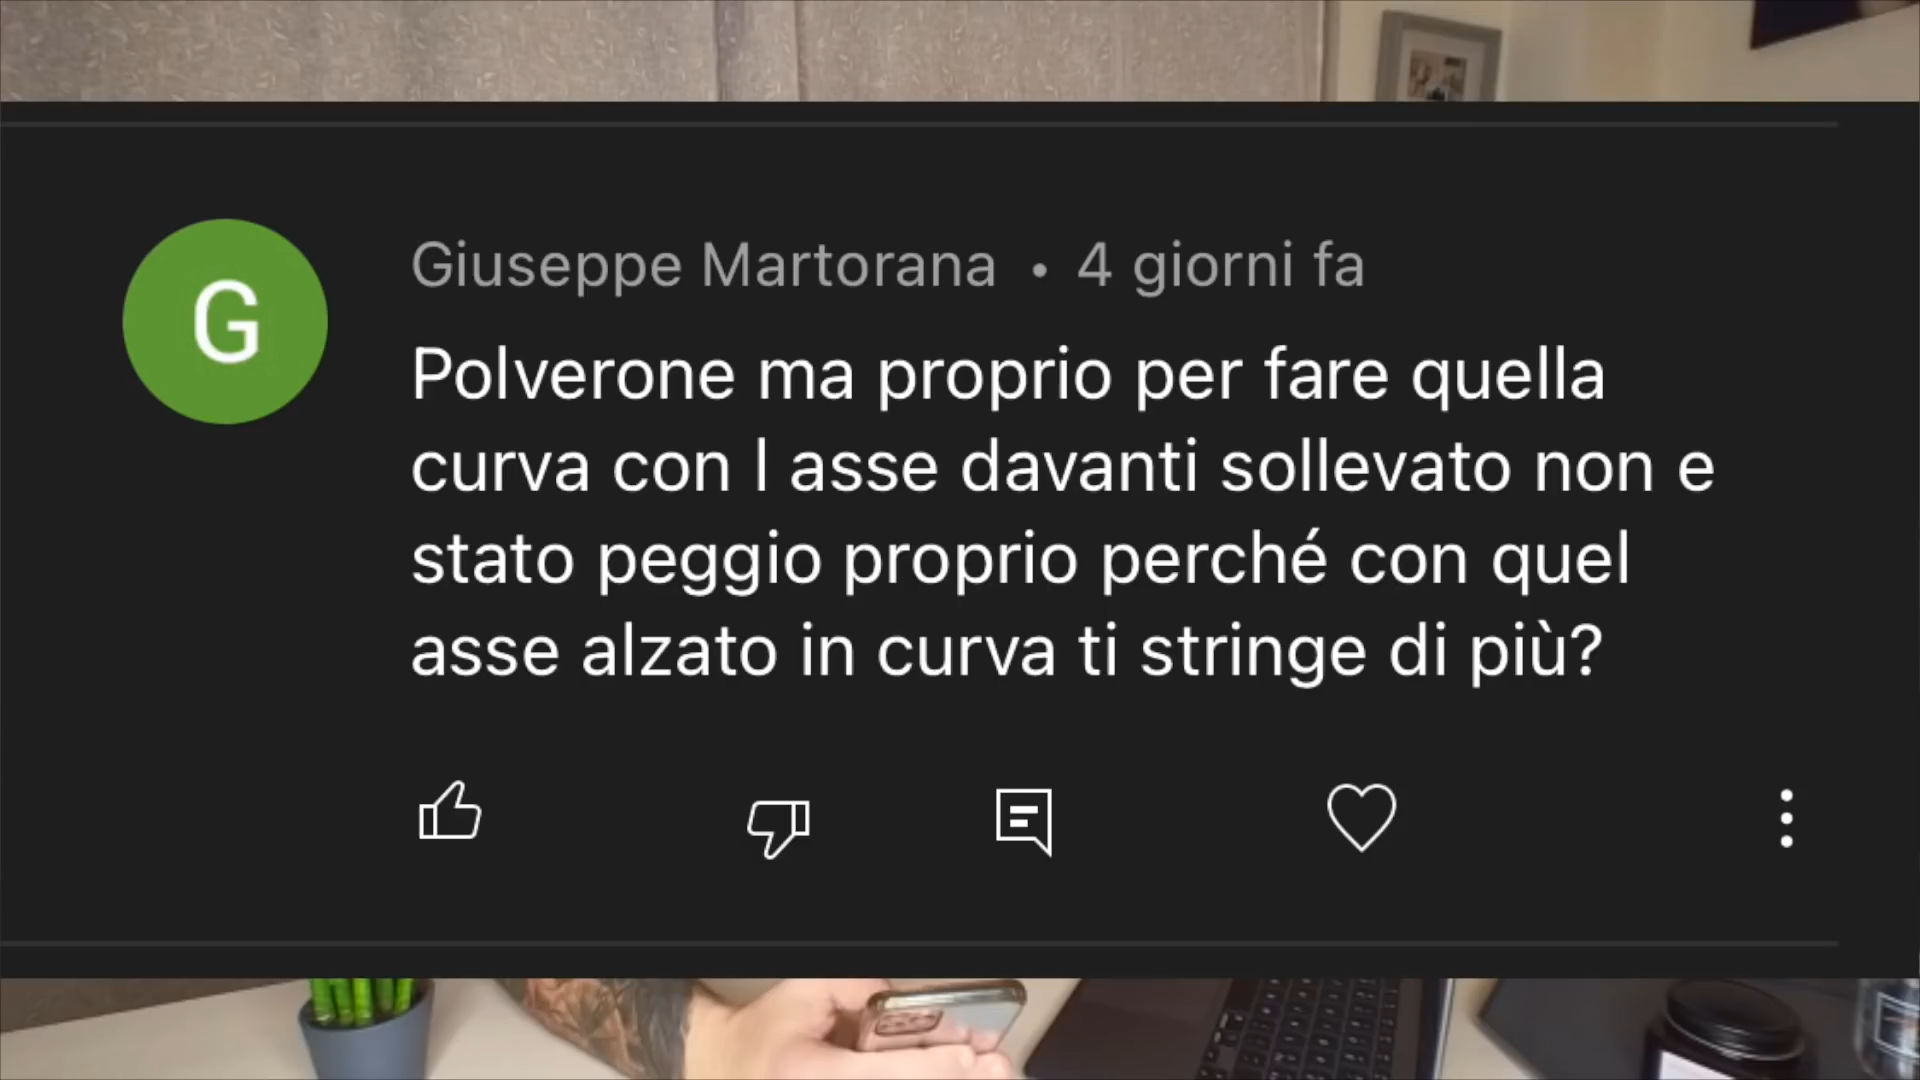 G
Giuseppe Martorana • 4 giorni fa
Polverone ma proprio per fare quella
curva con l asse davanti sollevato non e
stato peggio proprio perché con quel
asse alzato in curva ti stringe di più?